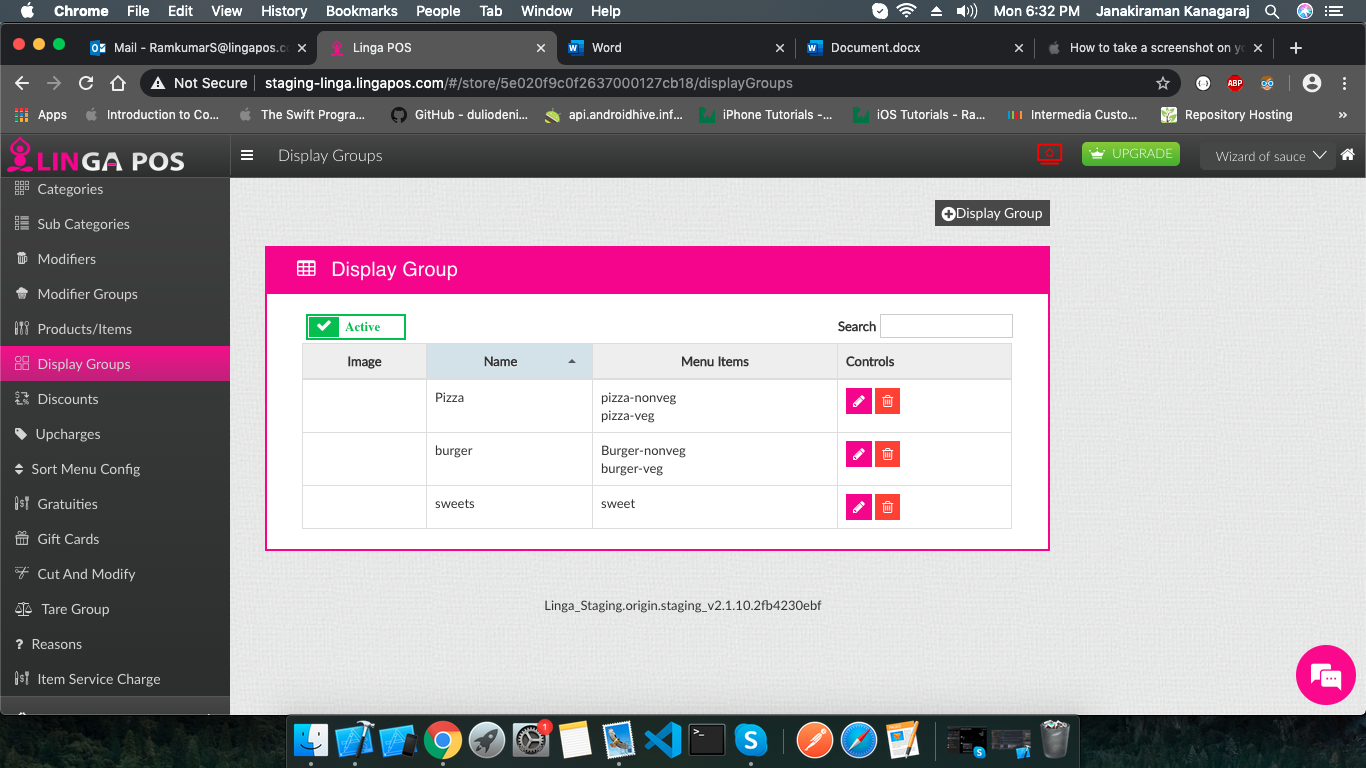 Chrome File Edit View History Bookmarks People Tab Window Help Mon 6:32 PM Janakiraman Kanagaraj
Mail - RamkumarS@lingapos.c Linga POS Word Document.docx How to take a screenshot on y
Not Secure staging-linga.lingapos.com/#/store/5e020f9c0f2637000127cb18/displayGroups ABP
Apps Introduction to Co... The Swift Progra... GitHub - duliodeni... api.androidhive.inf... iPhone Tutorials -... iOS Tutorials - Ra... Intermedia Custo... Repository Hosting »
LINGA POS
Display Groups
UPGRADE
Wizard of sauce
Categories
Sub Categories
Modifiers
Modifier Groups
Products/Items
Display Groups
Discounts
Upcharges
Sort Menu Config
Gratuities
Gift Cards
Cut And Modify
Tare Group
Reasons
Item Service Charge
Display Group
Display Group
Active
Search
Image Name Menu Items Controls
Pizza pizza-nonveg
pizza-veg
burger Burger-nonveg
burger-veg
sweets sweet
Linga_Staging.origin.staging_v2.1.10.2fb4230ebf
1